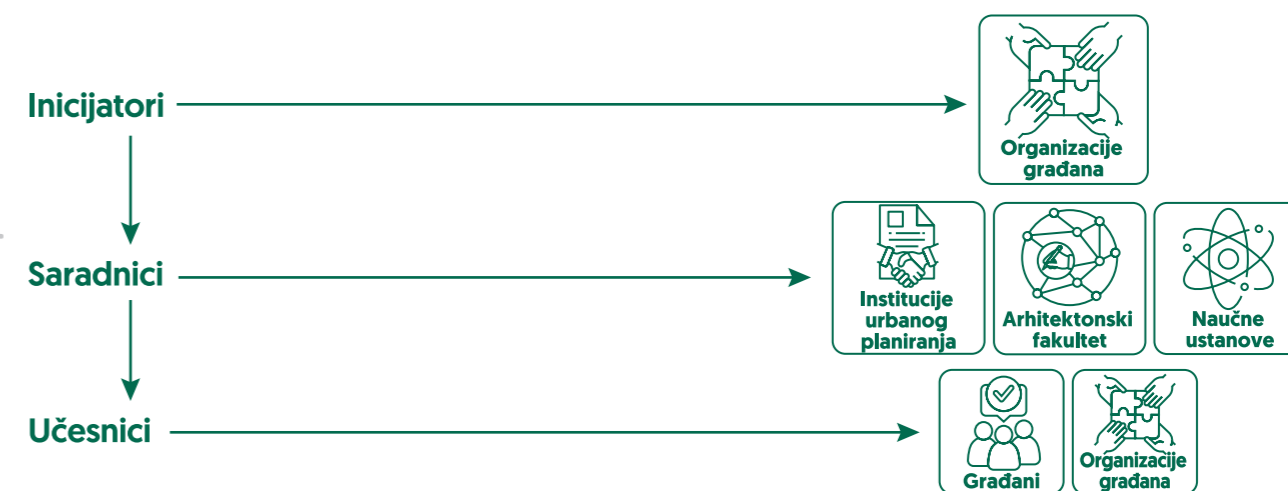 Inicijatori
Organizacije
građana
Saradnici
Institucije
urbanog
planiranja
Arhitektonski
fakultet
Naučne
ustanove
Učesnici
Građani
Organizacije
građana